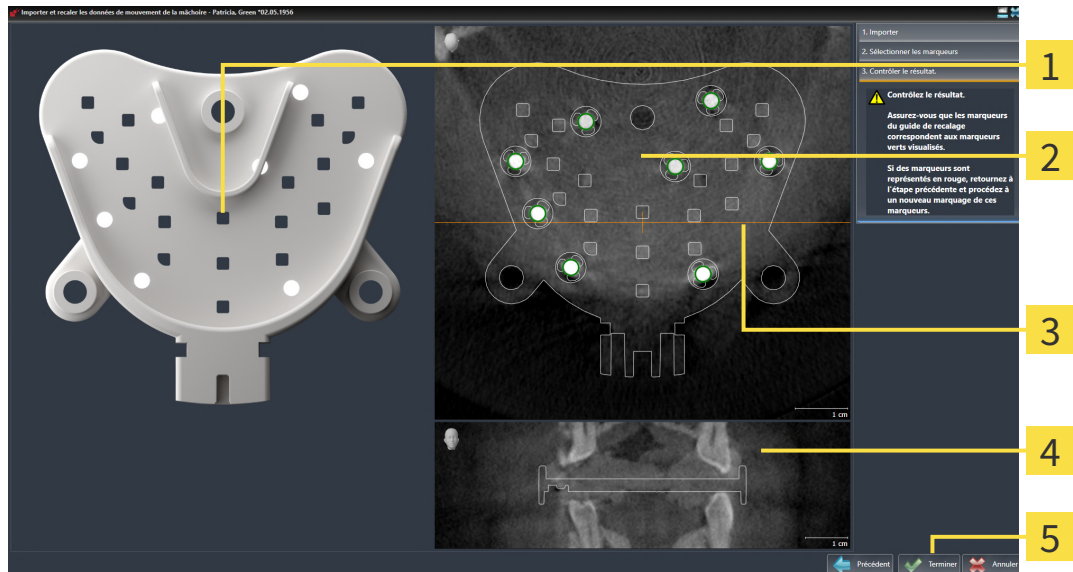 Importer et recaler les données de mouvement de la mâchoire - Patricia, Green *02.05.1956
1. Importer
2. Sélectionner les marqueurs
3. Contrôler le résultat.
Contrôlez le résultat.
Assurez-vous que les marqueurs
du guide de recalage
correspondent aux marqueurs
verts visualisés.
Si des marqueurs sont
représentés en rouge, retournez à
l'étape précédente et procédez à
un nouveau marquage de ces
marqueurs.
1
2
3
1 cm
4
1 cm
5
Précédent
Terminer
Annuler